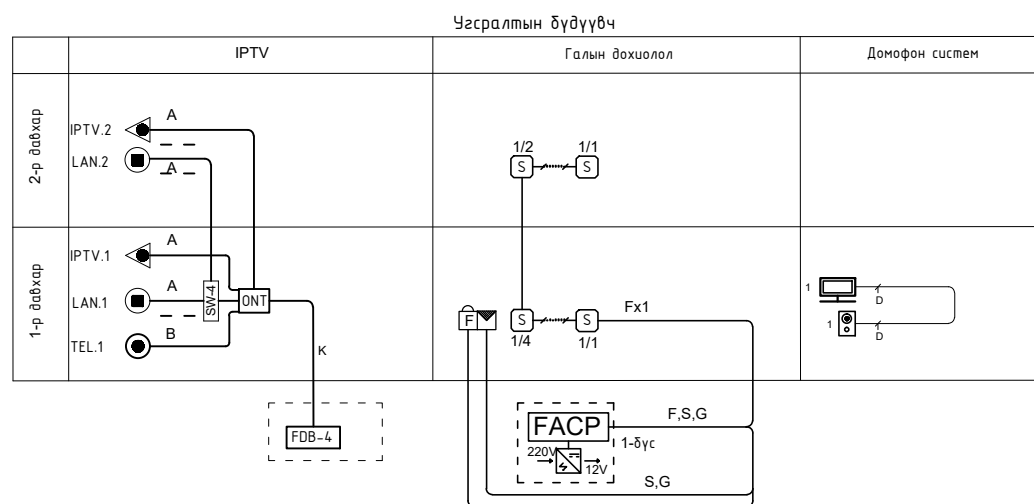 Угсралтын бүдүүвч
IPTV
Галын дохиолол
Домофон систем
2-р давхар
IPTV.2
A
LAN.2
A
1/2
1/1
S
S
1-р давхар
IPTV.1
A
LAN.1
A
SW-4
ONT
TEL.1
B
K
F
S
S
Fx1
1/4
1/1
1
D
1
D
FDB-4
FACP
F,S,G
1-бүс
220V
12V
S,G